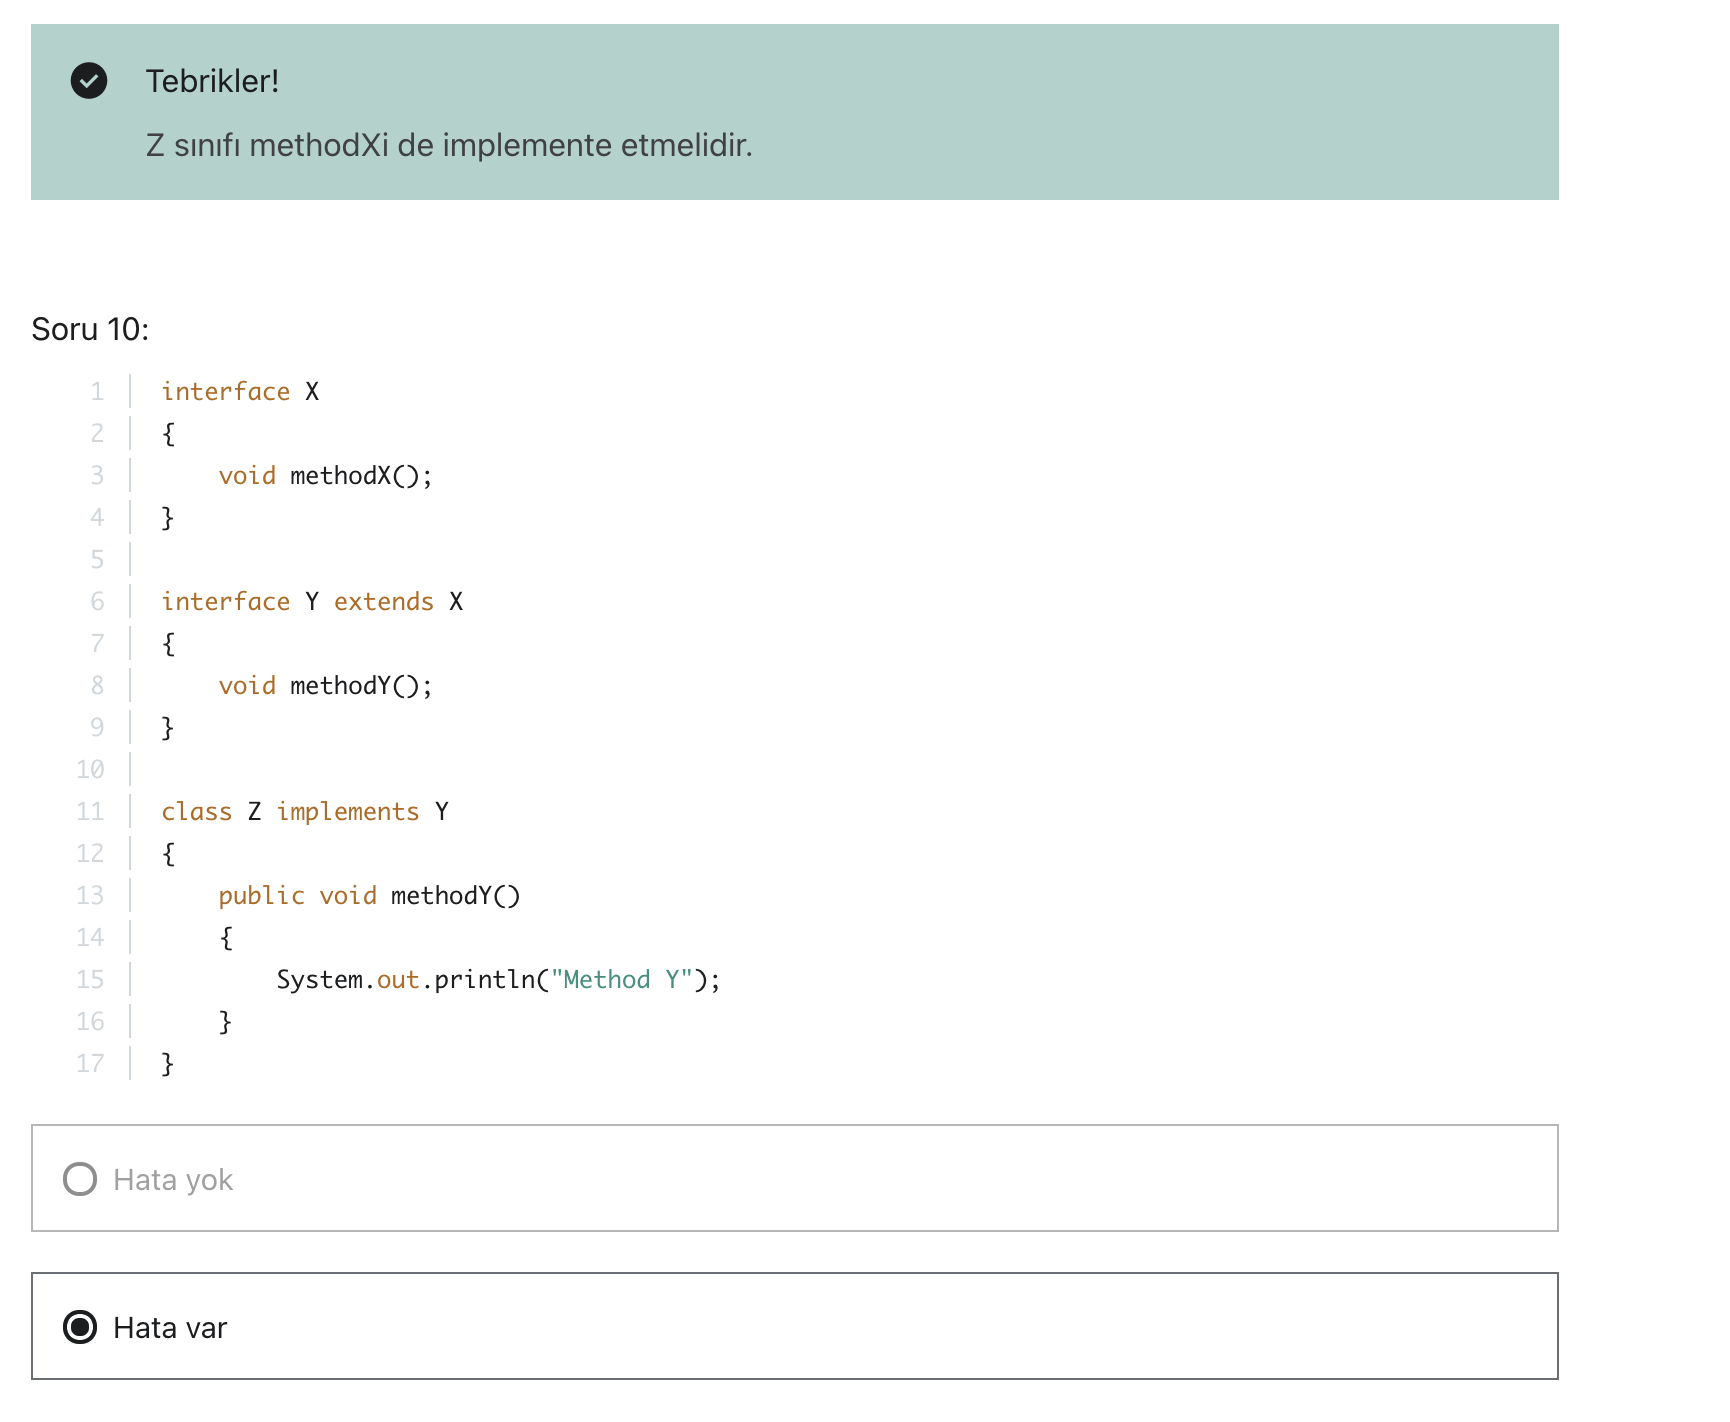 Tebrikler!
Z sınıfı methodXi de implemente etmelidir.
Soru 10:
1 interface X
2 {
3     void methodX();
4 }
5
6 interface Y extends X
7 {
8     void methodY();
9 }
10
11 class Z implements Y
12 {
13     public void methodY()
14     {
15         System.out.println("Method Y");
16     }
17 }
Hata yok
Hata var